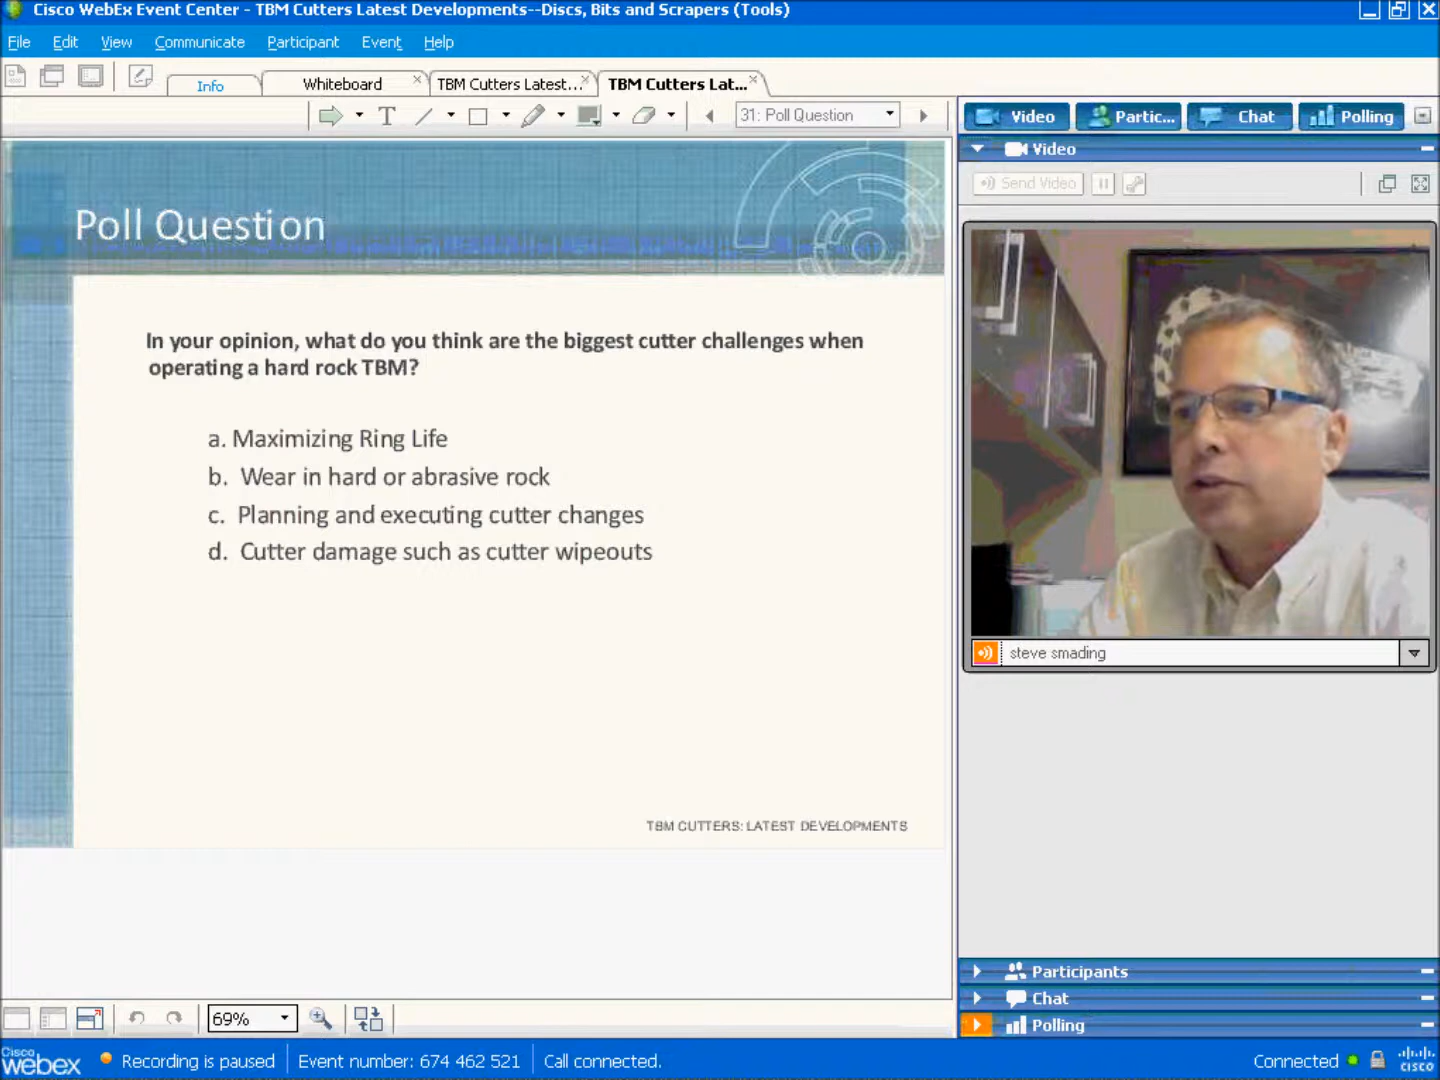 Cisco WebEx Event Center - TBM Cutters Latest Developments--Discs, Bits and Scrapers (Tools)
File Edit View Communicate Participant Event Help
Info Whiteboard TBM Cutters Latest... TBM Cutters Lat...
T 31: Poll Question
Video Partic... Chat Polling
Video
Send Video
Poll Question
In your opinion, what do you think are the biggest cutter challenges when
operating a hard rock TBM?
a. Maximizing Ring Life
b. Wear in hard or abrasive rock
c. Planning and executing cutter changes
d. Cutter damage such as cutter wipeouts
TBM CUTTERS: LATEST DEVELOPMENTS
steve smading
Participants
Chat
Polling
69%
Cisco
webex
Recording is paused Event number: 674 462 521 Call connected.
Connected
cisco